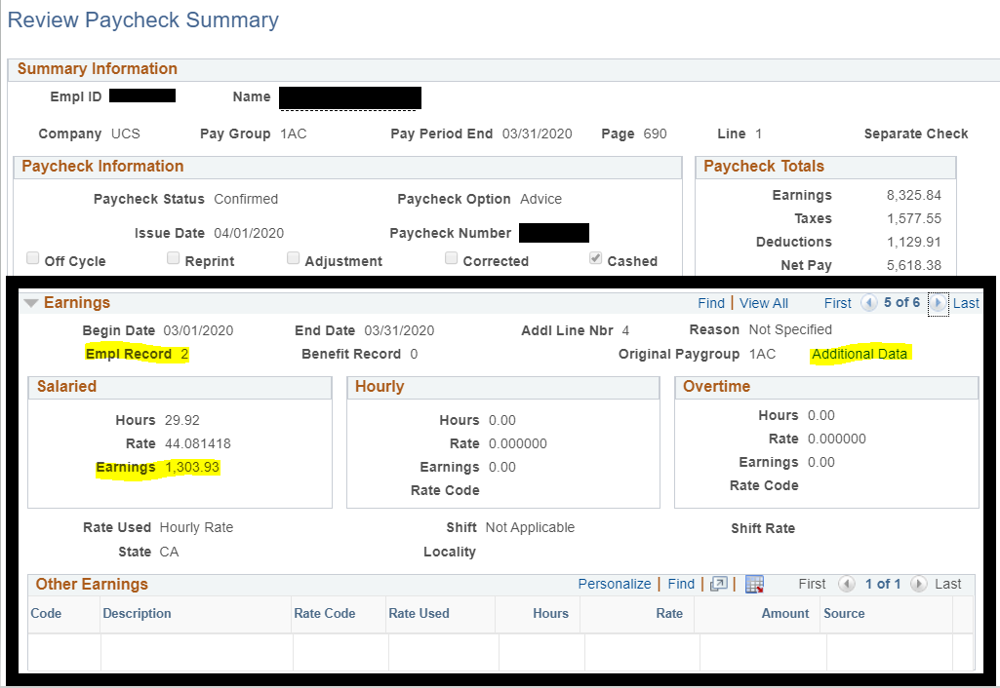 Review Paycheck Summary
Summary Information
Empl ID Name
Company UCS Pay Group 1AC Pay Period End 03/31/2020 Page 690 Line 1 Separate Check
Paycheck Information Paycheck Totals
Paycheck Status Confirmed Paycheck Option Advice Earnings 8,325.84
Taxes 1,577.55
Issue Date 04/01/2020 Paycheck Number Deductions 1,129.91
Off Cycle Reprint Adjustment Corrected Cashed Net Pay 5,618.38
Earnings Find | View All First 5 of 6 Last
Begin Date 03/01/2020 End Date 03/31/2020 Addl Line Nbr 4 Reason Not Specified
Empl Record 2 Benefit Record 0 Original Paygroup 1AC Additional Data
Salaried Hourly Overtime
Hours 29.92 Hours 0.00 Hours 0.00
Rate 44.081418 Rate 0.000000 Rate 0.000000
Earnings 1,303.93 Earnings 0.00 Earnings 0.00
Rate Code Rate Code
Rate Used Hourly Rate Shift Not Applicable Shift Rate
State CA Locality
Other Earnings Personalize | Find | | First 1 of 1 Last
Code Description Rate Code Rate Used Hours Rate Amount Source